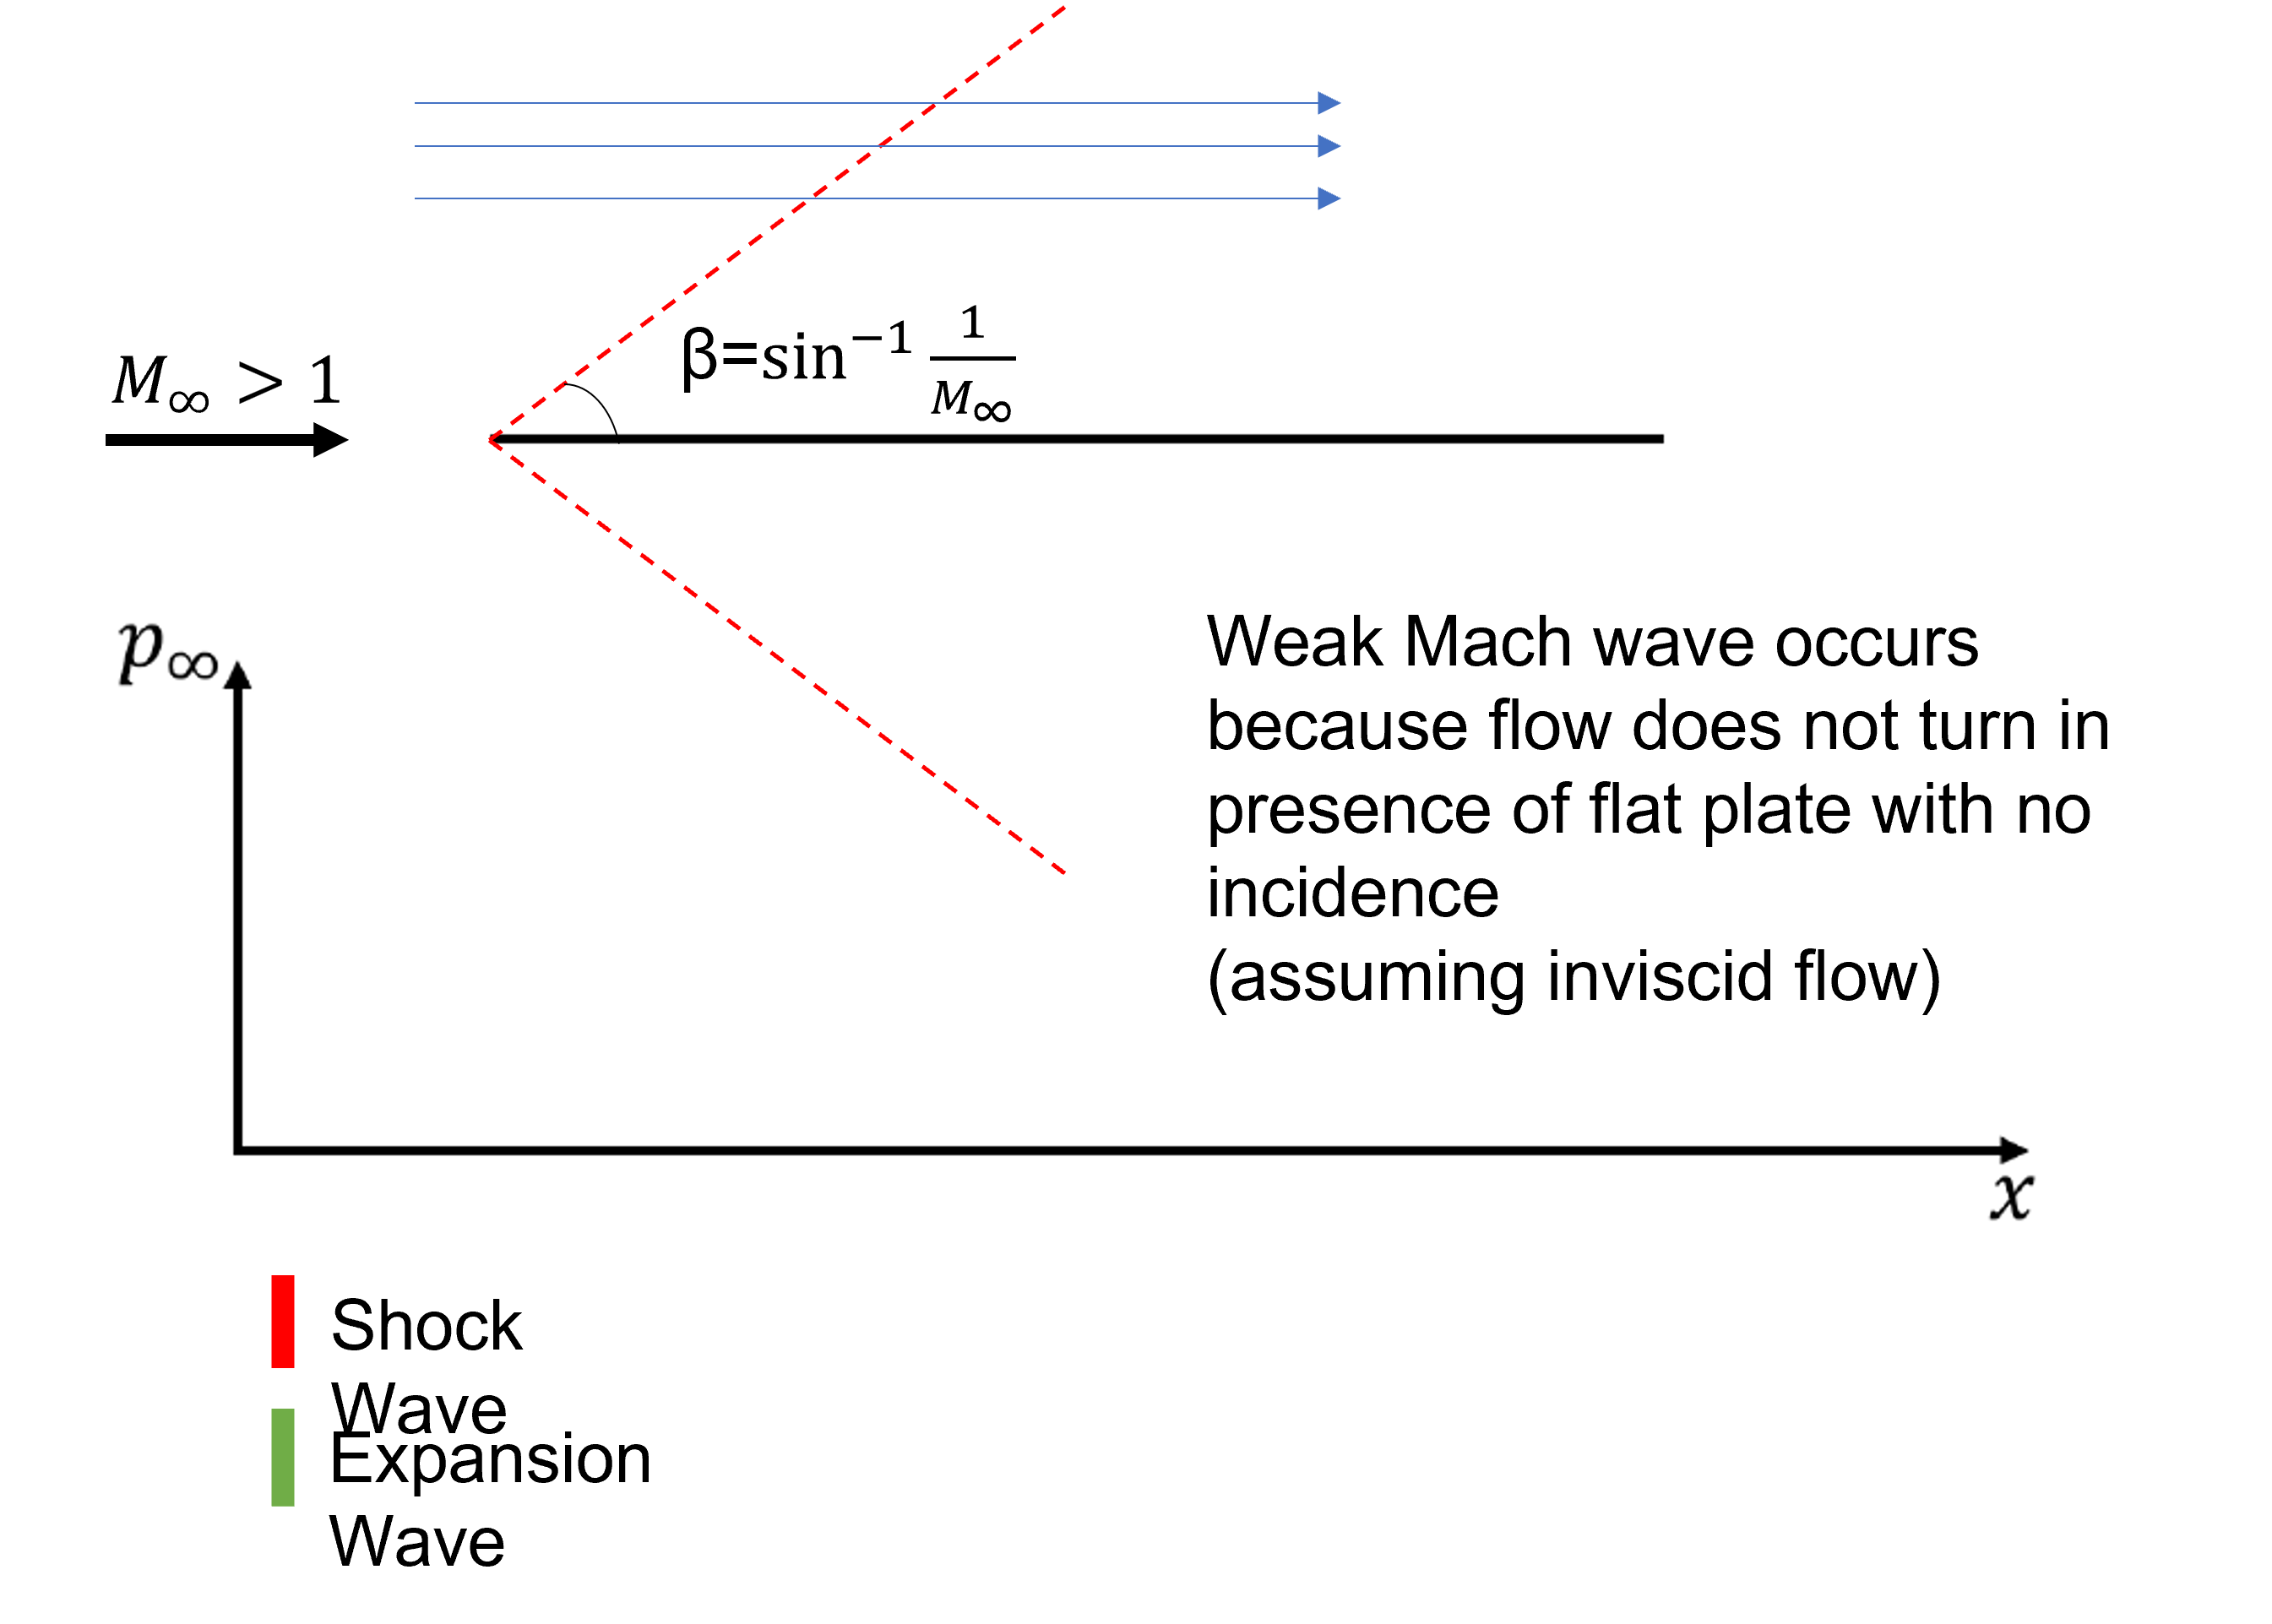 M∞ > 1
β=sin⁻¹ 1/M∞
p∞
Weak Mach wave occurs
because flow does not turn in
presence of flat plate with no
incidence
(assuming inviscid flow)
x
Shock
Wave
Expansion
Wave